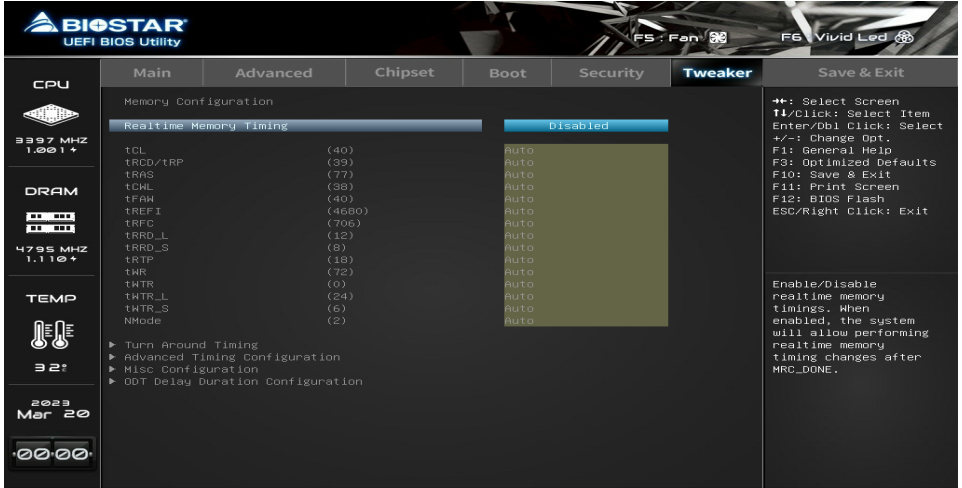 BIOSTAR
UEFI BIOS Utility
F5 : Fan
F6 Vivid Led
Main Advanced Chipset Boot Security Tweaker Save & Exit
CPU
3397 MHZ
1.001 V
DRAM
4795 MHZ
1.110 V
TEMP
32°
2023
Mar 20
00:00
Memory Configuration
Realtime Memory Timing Disabled
tCL (40) Auto
tRCD/tRP (39) Auto
tRAS (77) Auto
tCWL (38) Auto
tFAW (40) Auto
tREFI (4680) Auto
tRFC (706) Auto
tRRD_L (12) Auto
tRRD_S (8) Auto
tRTP (18) Auto
tWR (72) Auto
tWTR (0) Auto
tWTR_L (24) Auto
tWTR_S (6) Auto
NMode (2) Auto
► Turn Around Timing
► Advanced Timing Configuration
► Misc Configuration
► ODT Delay Duration Configuration
→←: Select Screen
↑↓/Click: Select Item
Enter/Dbl Click: Select
+/-: Change Opt.
F1: General Help
F3: Optimized Defaults
F10: Save & Exit
F11: Print Screen
F12: BIOS Flash
ESC/Right Click: Exit
Enable/Disable
realtime memory
timings. When
enabled, the system
will allow performing
realtime memory
timing changes after
MRC_DONE.